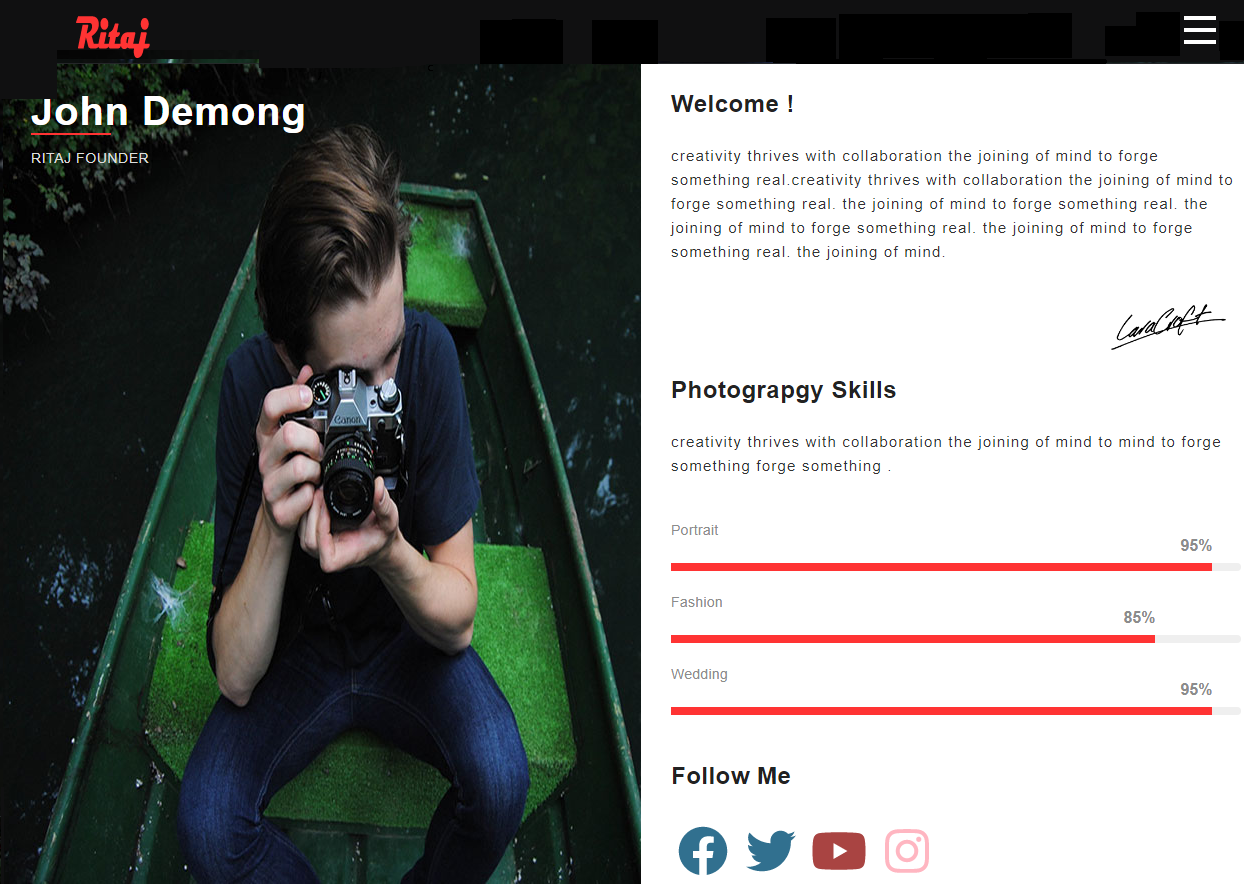 Ritaj
John Demong
RITAJ FOUNDER
Welcome !
creativity thrives with collaboration the joining of mind to forge
something real.creativity thrives with collaboration the joining of mind to
forge something real. the joining of mind to forge something real. the
joining of mind to forge something real. the joining of mind to forge
something real. the joining of mind.
LaraCroft
Photograpgy Skills
creativity thrives with collaboration the joining of mind to mind to forge
something forge something .
Portrait
95%
Fashion
85%
Wedding
95%
Follow Me
Canon